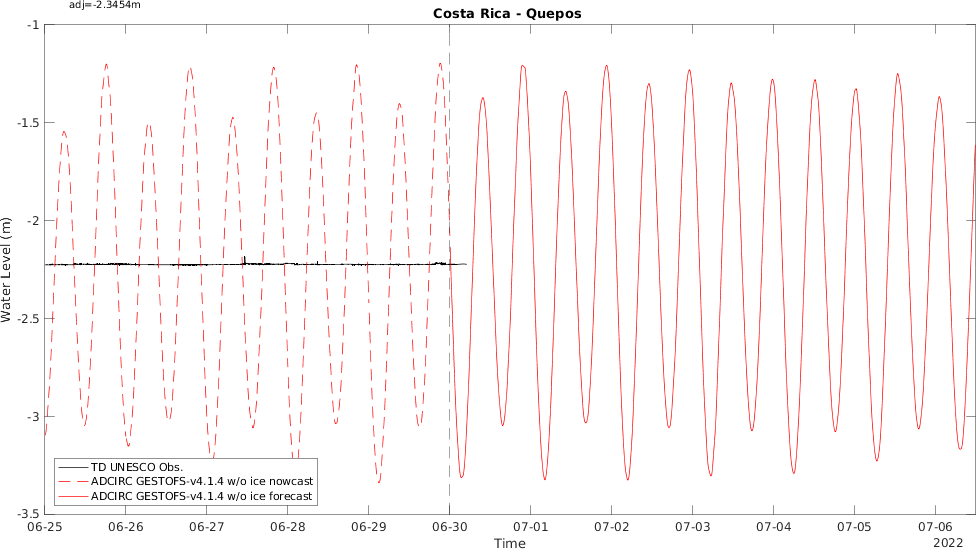 adj=-2.3454m
Costa Rica - Quepos
-1
-1.5
-2
-2.5
-3
-3.5
Water Level (m)
TD UNESCO Obs.
ADCIRC GESTOFS-v4.1.4 w/o ice nowcast
ADCIRC GESTOFS-v4.1.4 w/o ice forecast
06-25 06-26 06-27 06-28 06-29 06-30 07-01 07-02 07-03 07-04 07-05 07-06
Time
2022